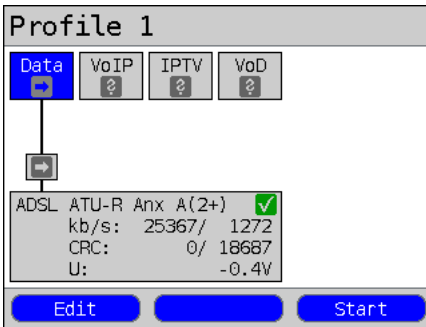 Profile 1
Data VoIP IPTV VoD
? ? ?
ADSL ATU-R Anx A(2+)
kb/s: 25367/ 1272
CRC: 0/ 18687
U: -0.4V
Edit Start